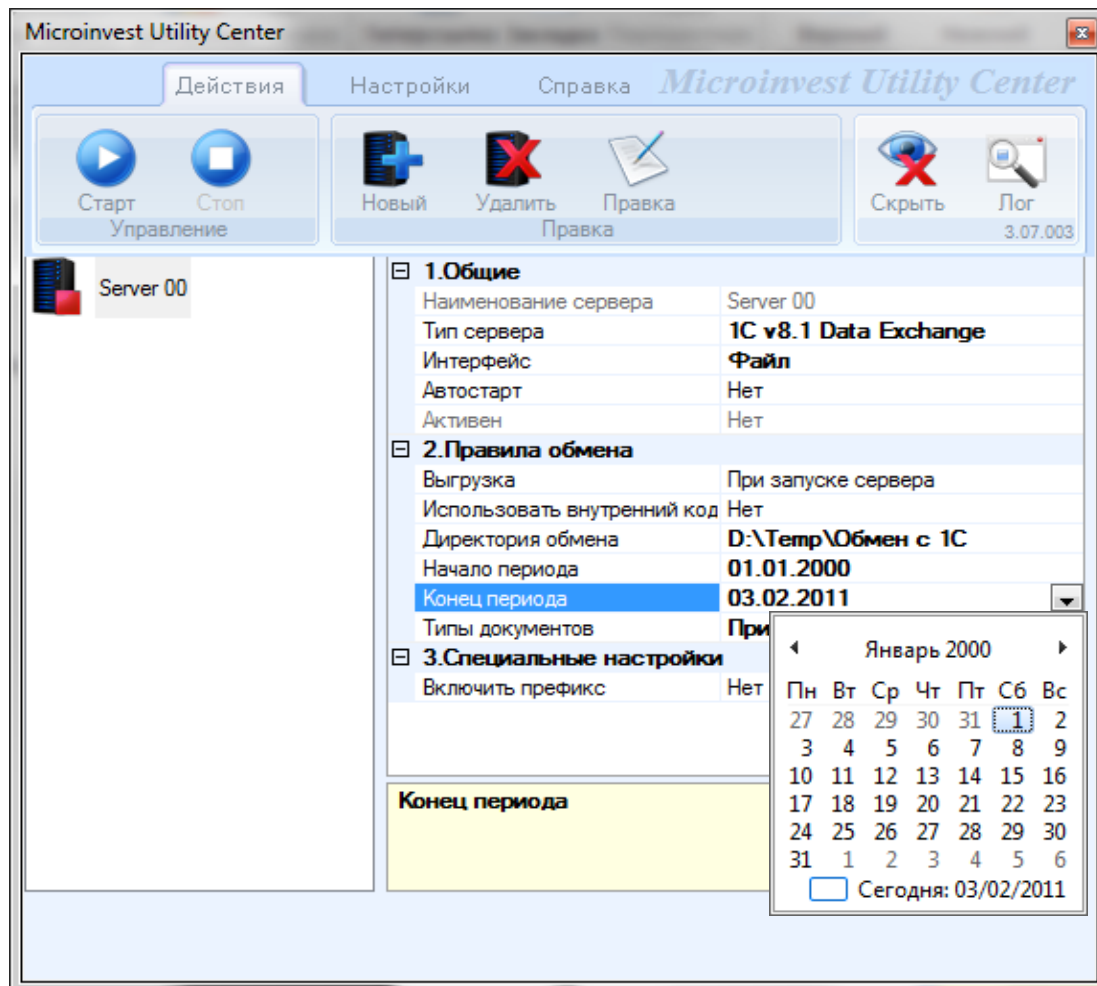 Microinvest Utility Center
Действия Настройки Справка Microinvest Utility Center
Старт Стоп Новый Удалить Правка Скрыть Лог
Управление Правка 3.07.003
Server 00
1.Общие
Наименование сервера Server 00
Тип сервера 1С v8.1 Data Exchange
Интерфейс Файл
Автостарт Нет
Активен Нет
2.Правила обмена
Выгрузка При запуске сервера
Использовать внутренний код Нет
Директория обмена D:\Temp\Обмен с 1С
Начало периода 01.01.2000
Конец периода 03.02.2011
Типы документов При
3.Специальные настройки
Включить префикс Нет
Январь 2000
Пн Вт Ср Чт Пт Сб Вс
27 28 29 30 31 1 2
3 4 5 6 7 8 9
10 11 12 13 14 15 16
17 18 19 20 21 22 23
24 25 26 27 28 29 30
31 1 2 3 4 5 6
Сегодня: 03/02/2011
Конец периода